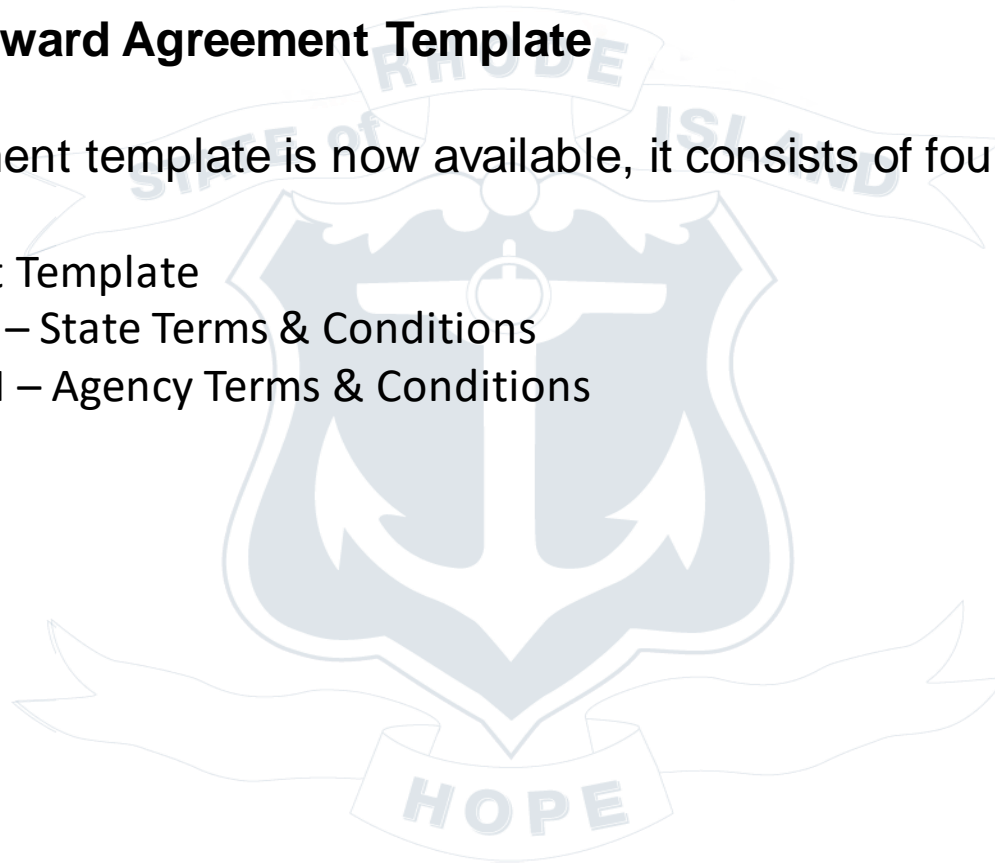 ward Agreement Template
RHODE
STATE of
ISLAND
nent template is now available, it consists of fou
t Template
– State Terms & Conditions
I – Agency Terms & Conditions
HOPE